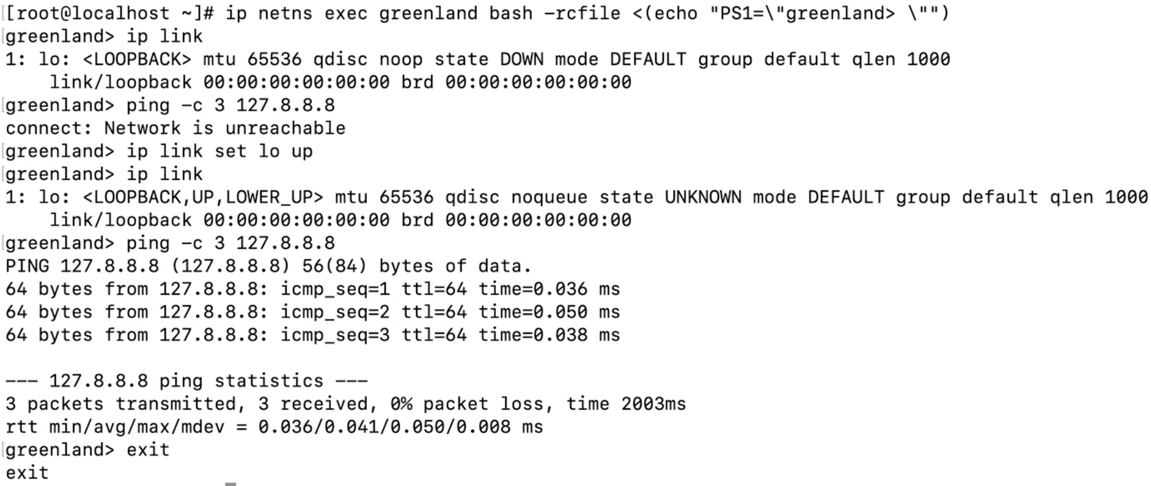 [root@localhost ~]# ip netns exec greenland bash -rcfile <(echo "PS1=\"greenland> \"")
greenland> ip link
1: lo: <LOOPBACK> mtu 65536 qdisc noop state DOWN mode DEFAULT group default qlen 1000
    link/loopback 00:00:00:00:00:00 brd 00:00:00:00:00:00
greenland> ping -c 3 127.8.8.8
connect: Network is unreachable
greenland> ip link set lo up
greenland> ip link
1: lo: <LOOPBACK,UP,LOWER_UP> mtu 65536 qdisc noqueue state UNKNOWN mode DEFAULT group default qlen 1000
    link/loopback 00:00:00:00:00:00 brd 00:00:00:00:00:00
greenland> ping -c 3 127.8.8.8
PING 127.8.8.8 (127.8.8.8) 56(84) bytes of data.
64 bytes from 127.8.8.8: icmp_seq=1 ttl=64 time=0.036 ms
64 bytes from 127.8.8.8: icmp_seq=2 ttl=64 time=0.050 ms
64 bytes from 127.8.8.8: icmp_seq=3 ttl=64 time=0.038 ms

--- 127.8.8.8 ping statistics ---
3 packets transmitted, 3 received, 0% packet loss, time 2003ms
rtt min/avg/max/mdev = 0.036/0.041/0.050/0.008 ms
greenland> exit
exit